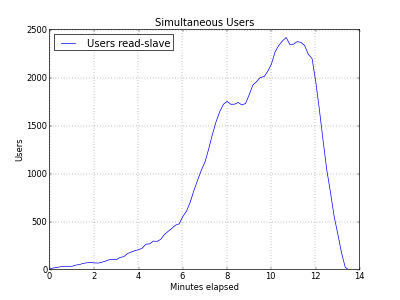 Simultaneous Users
Users read-slave
2500
2000
1500
1000
500
0
Users
0 2 4 6 8 10 12 14
Minutes elapsed